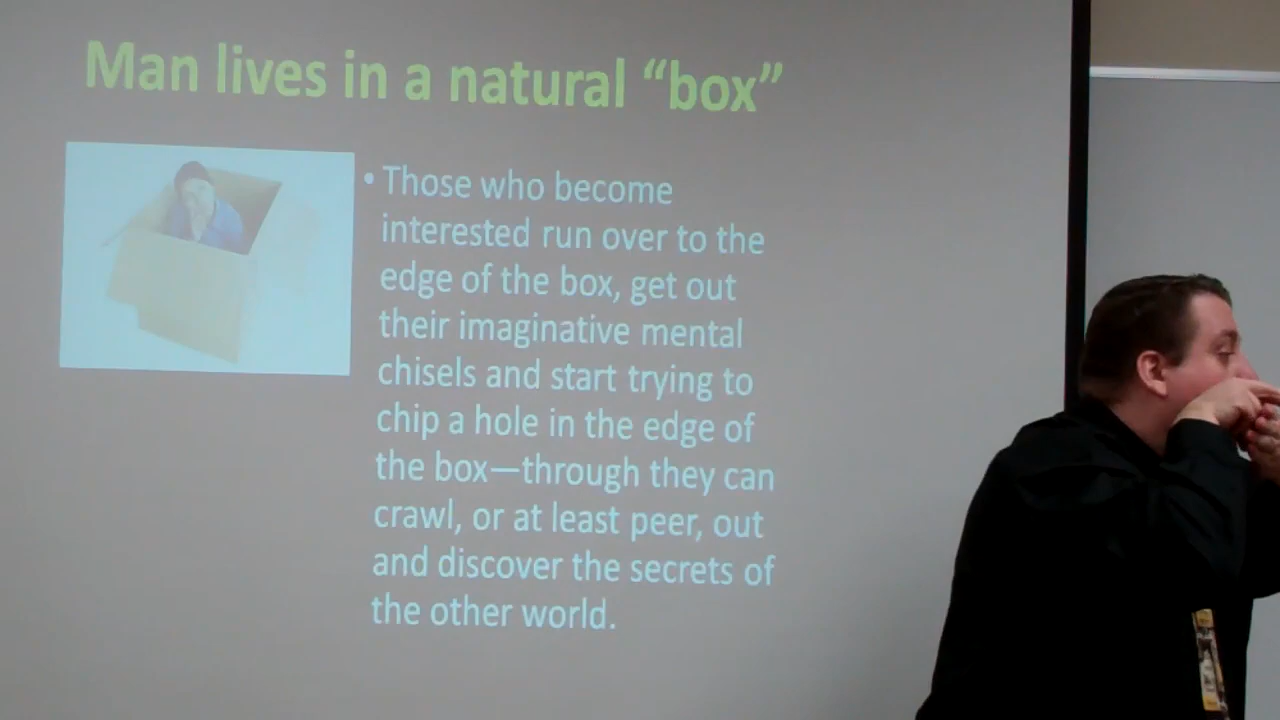 Man lives in a natural “box”
• Those who become
interested run over to the
edge of the box, get out
their imaginative mental
chisels and start trying to
chip a hole in the edge of
the box—through they can
crawl, or at least peer, out
and discover the secrets of
the other world.